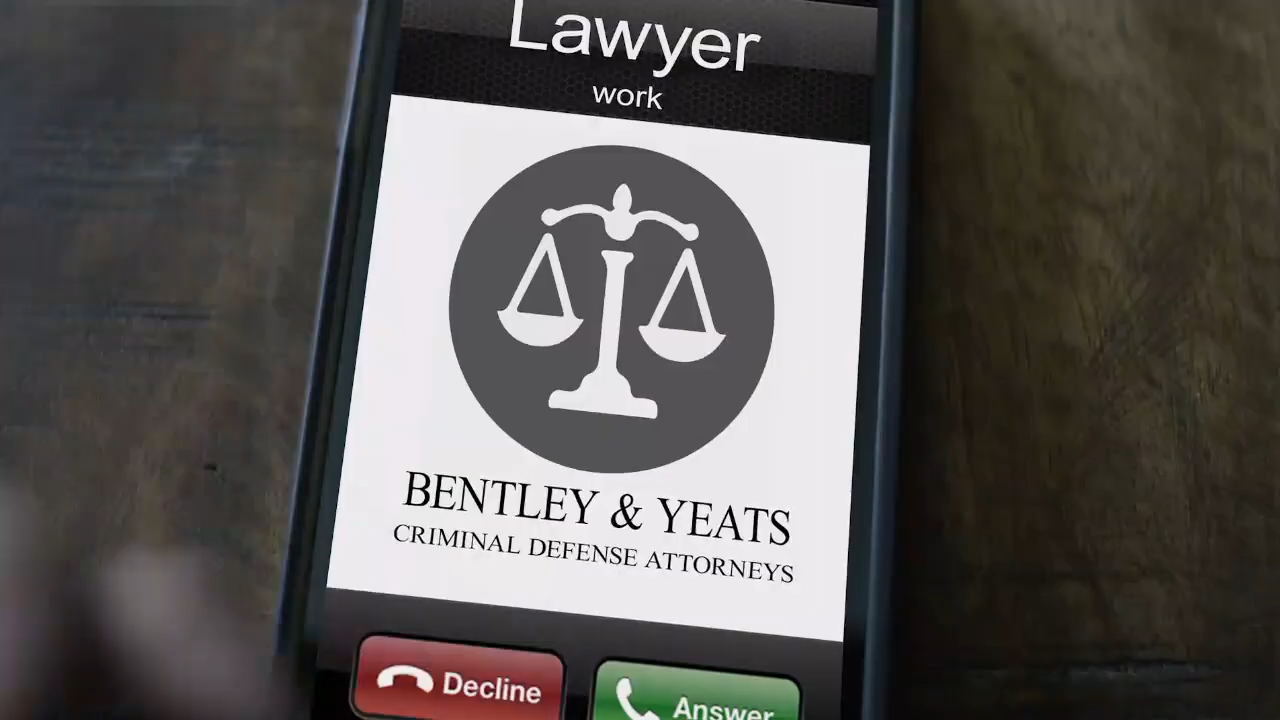 Lawyer
work
BENTLEY & YEATS
CRIMINAL DEFENSE ATTORNEYS
Decline
Answer